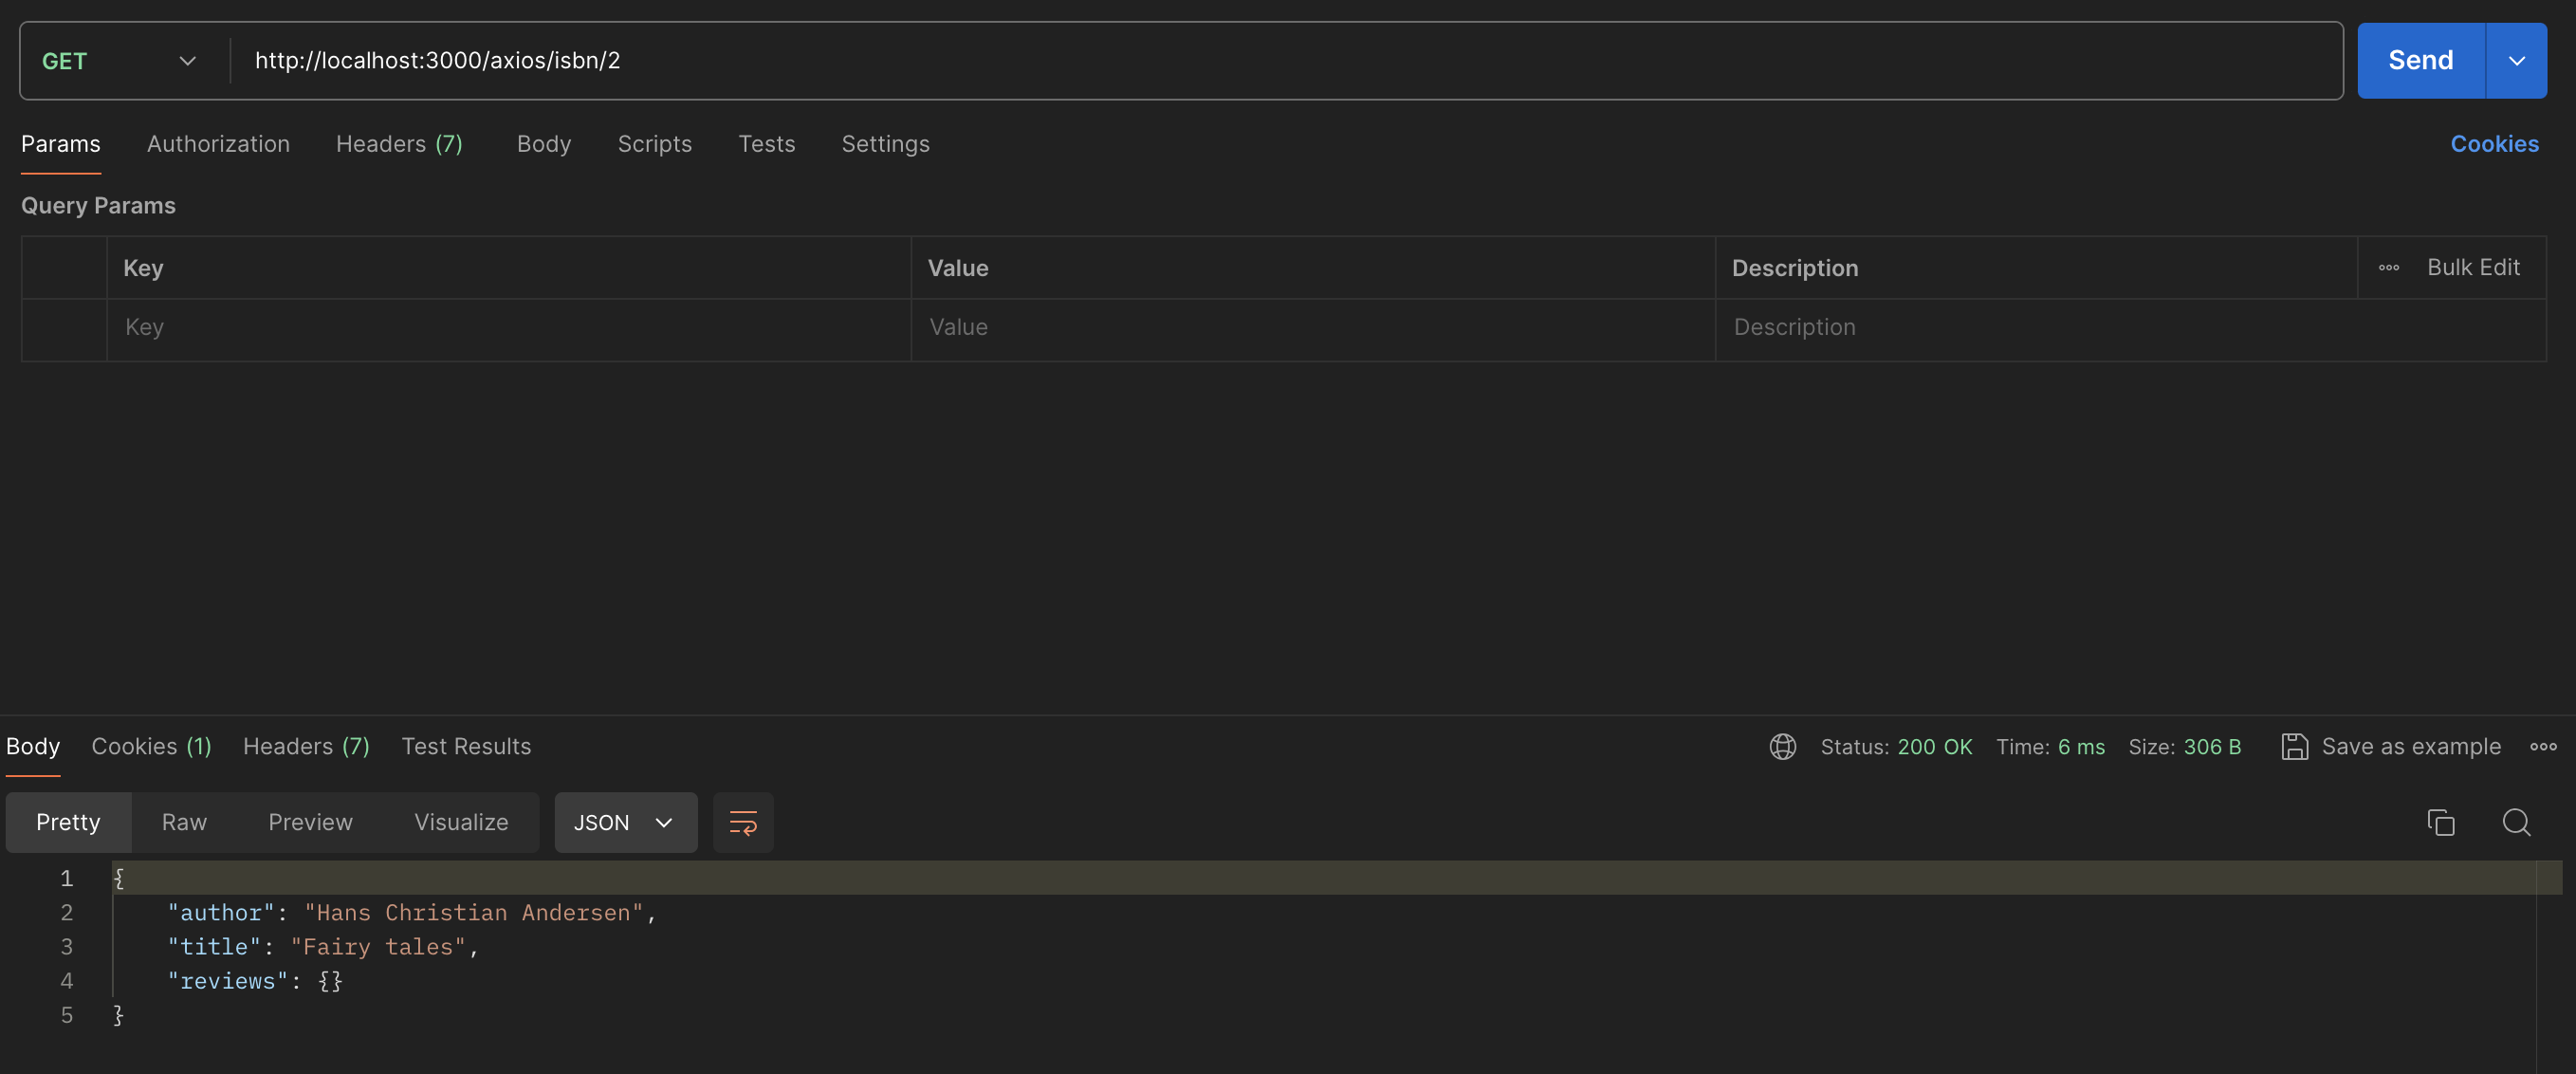 GET http://localhost:3000/axios/isbn/2 Send
Params Authorization Headers (7) Body Scripts Tests Settings Cookies
Query Params
Key Value Description Bulk Edit
Key Value Description
Body Cookies (1) Headers (7) Test Results Status: 200 OK Time: 6 ms Size: 306 B Save as example
Pretty Raw Preview Visualize JSON
1 {
2 "author": "Hans Christian Andersen",
3 "title": "Fairy tales",
4 "reviews": {}
5 }